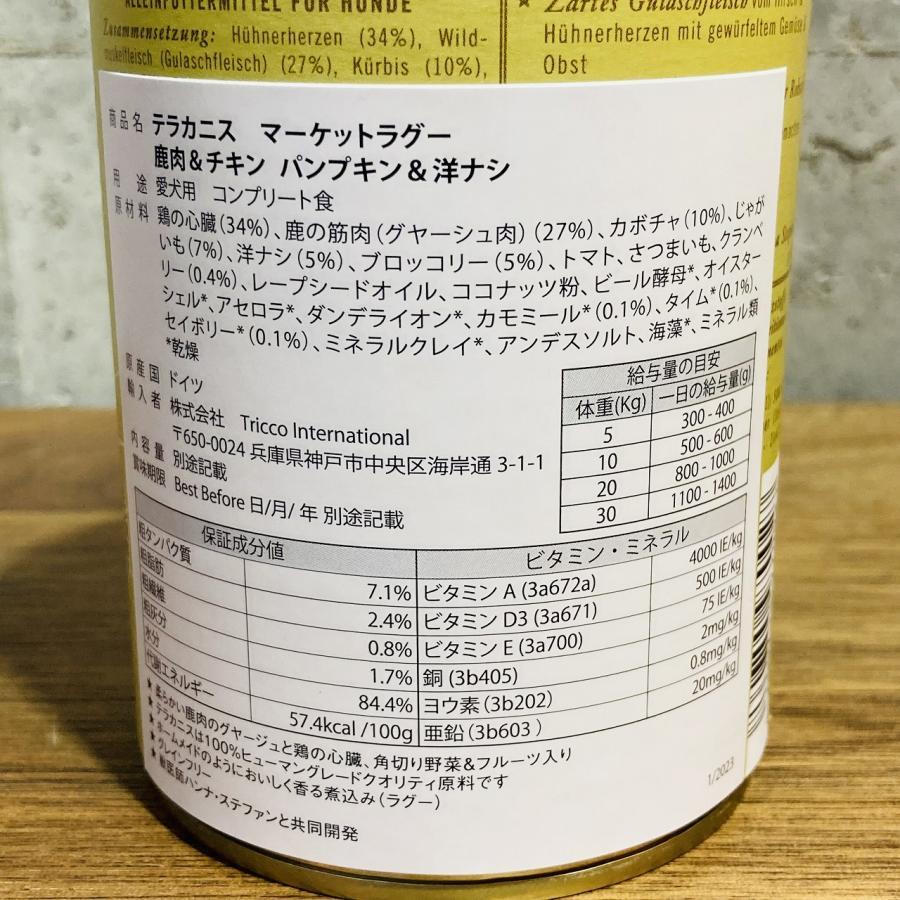 ALLEINFUTTERMITTEL FÜR HUNDE
Zusammensetzung: Hühnerherzen (34%), Wild-
muskelfleisch (Gulaschfleisch) (27%), Kürbis (10%),
★ Zartes Gulaschfleisch vom Hirsch
Hühnerherzen mit gewürfeltem Gemüse
Obst
商品名 テラカニス マーケットラグー
鹿肉&チキン パンプキン&洋ナシ
用途 愛犬用 コンプリート食
原材料 鶏の心臓(34%)、鹿の筋肉(グヤーシュ肉)(27%)、カボチャ(10%)、じゃが
いも(7%)、洋ナシ(5%)、ブロッコリー(5%)、トマト、さつまいも、クランベ
リー(0.4%)、レープシードオイル、ココナッツ粉、ビール酵母*、オイスター
シェル*、アセロラ*、ダンデライオン*、カモミール*(0.1%)、タイム*(0.1%)、
セイボリー*(0.1%)、ミネラルクレイ*、アンデスソルト、海藻*、ミネラル類
*乾燥
原産国 ドイツ
輸入者 株式会社 Tricco International
〒650-0024 兵庫県神戸市中央区海岸通 3-1-1
内容量 別途記載
賞味期限 Best Before 日/月/ 年 別途記載
給与量の目安
体重(Kg) 一日の給与量(g)
5 300 - 400
10 500 - 600
20 800 - 1000
30 1100 - 1400
保証成分値 ビタミン・ミネラル
粗タンパク質 7.1% ビタミン A (3a672a) 4000 IE/kg
粗脂肪 2.4% ビタミン D3 (3a671) 500 IE/kg
粗繊維 0.8% ビタミン E (3a700) 75 IE/kg
粗灰分 1.7% 銅 (3b405) 2mg/kg
水分 84.4% ヨウ素 (3b202) 0.8mg/kg
代謝エネルギー 57.4kcal /100g 亜鉛 (3b603 ) 20mg/kg
★ 柔らかい鹿肉のグヤージュと鶏の心臓、角切り野菜&フルーツ入り
★ テラカニスは100%ヒューマングレードクオリティ原料です
★ ホームメイドのようにおいしく香る煮込み(ラグー)
★ グレインフリー
★ 獣医師ハンナ・ステファンと共同開発
1/2023